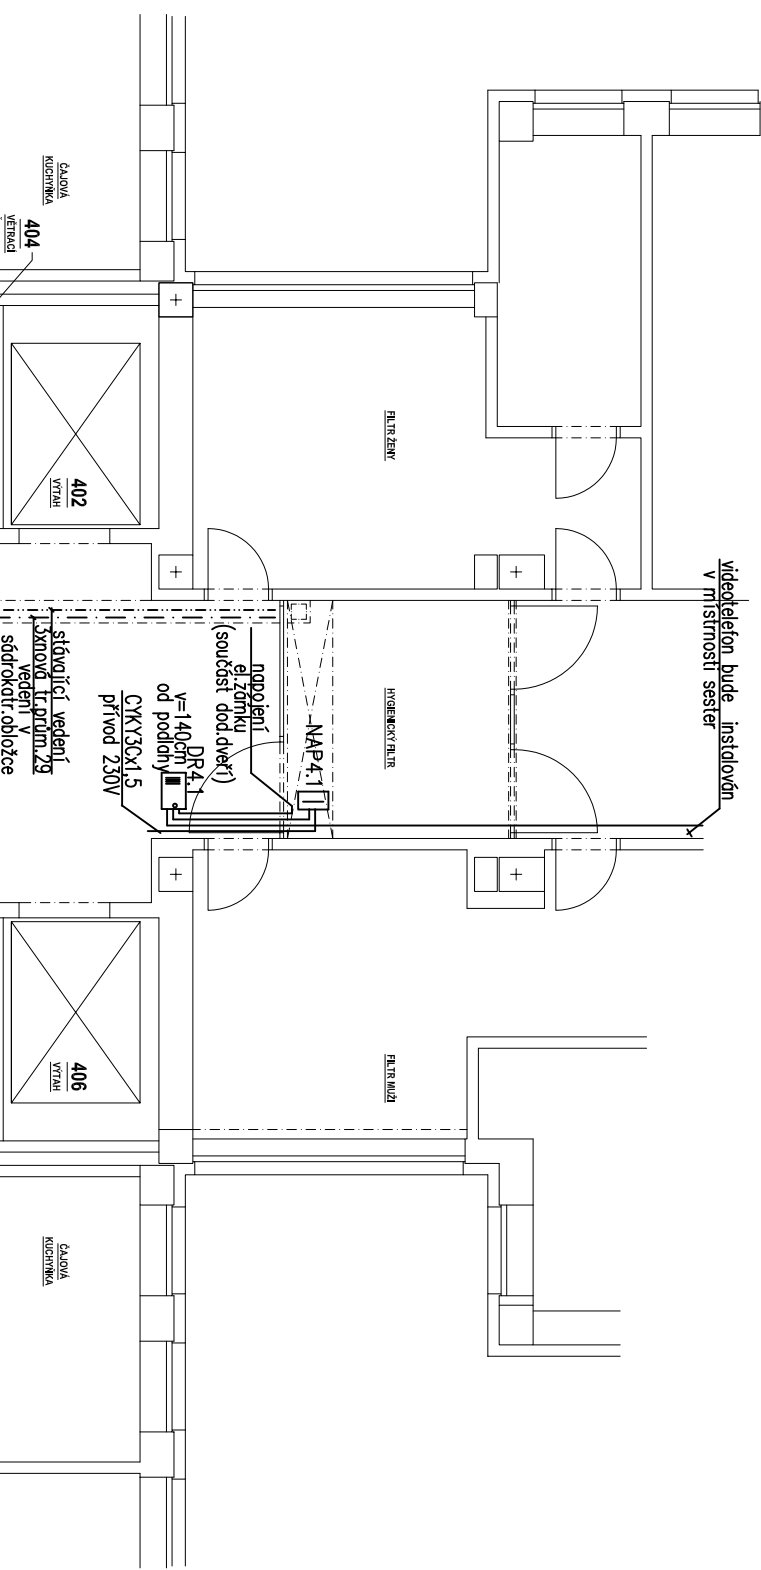 videotelefon bude instalován
v místnosti sester
FILTR ŽENY
HYGIENICKÝ FILTR
FILTR MUŽI
NAP4.1
napojení
el.zámku
(součást dod.dveří)
DR4.1
v=140cm
od podlahy
CYKY3Cx1,5
přívod 230V
ČAJOVÁ
KUCHYŇKA
404
VĚTRACÍ
402
VÝTAH
stávající vedení
3xnová tr.prům.29
vedení v
sádrokatr.obložce
406
VÝTAH
ČAJOVÁ
KUCHYŇKA